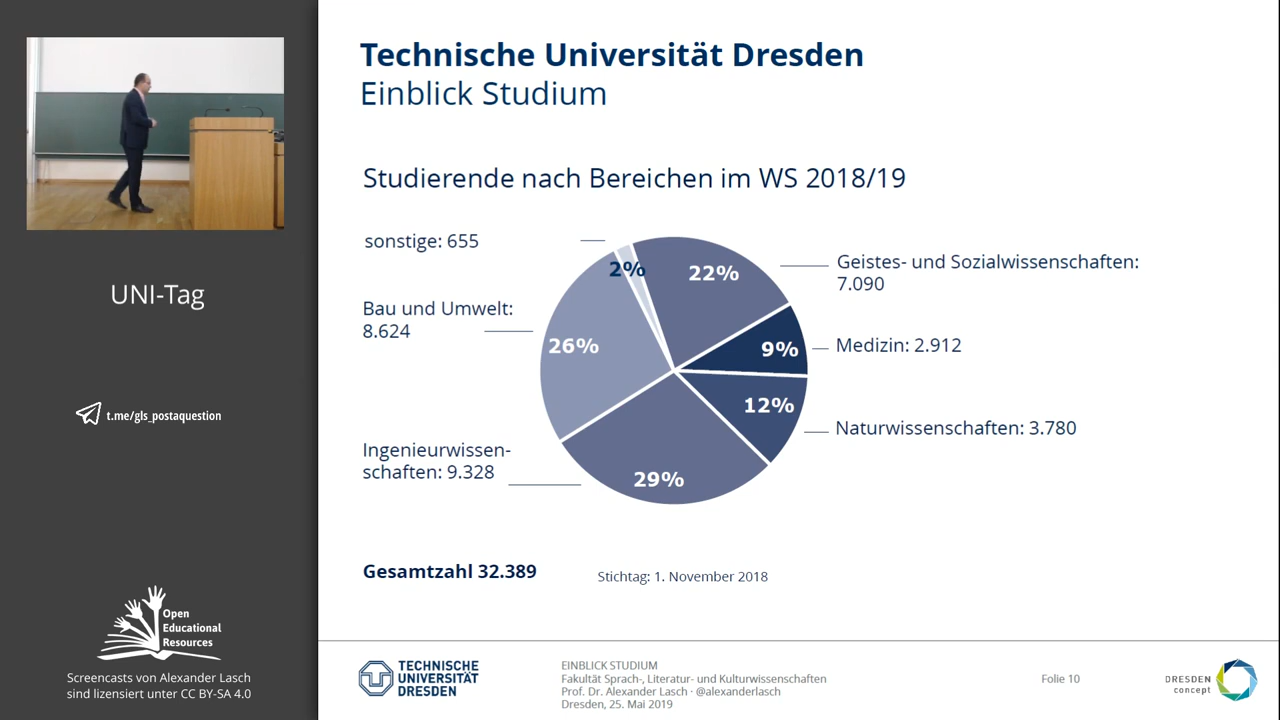 Technische Universität Dresden
Einblick Studium
Studierende nach Bereichen im WS 2018/19
sonstige: 655
2%
22%
Geistes- und Sozialwissenschaften:
7.090
Bau und Umwelt:
8.624
26%
9%
Medizin: 2.912
12%
Naturwissenschaften: 3.780
Ingenieurwissen-
schaften: 9.328
29%
Gesamtzahl 32.389
Stichtag: 1. November 2018
UNI-Tag
t.me/gls_postaquestion
Open
Educational
Resources
Screencasts von Alexander Lasch
sind lizensiert unter CC BY-SA 4.0
TECHNISCHE
UNIVERSITÄT
DRESDEN
EINBLICK STUDIUM
Fakultät Sprach-, Literatur- und Kulturwissenschaften
Prof. Dr. Alexander Lasch · @alexanderlasch
Dresden, 25. Mai 2019
Folie 10
DRESDEN
concept